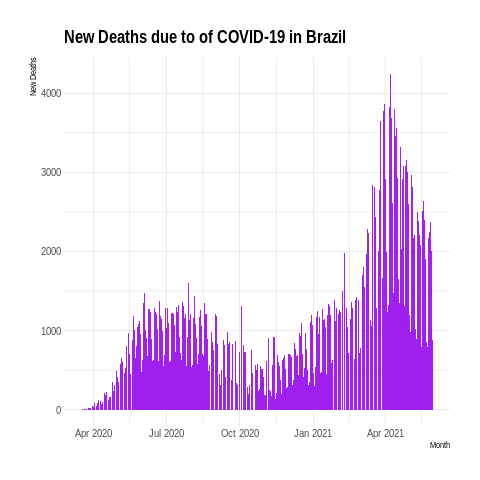 New Deaths due to of COVID-19 in Brazil
New Deaths
4000
3000
2000
1000
0
Apr 2020 Jul 2020 Oct 2020 Jan 2021 Apr 2021
Month